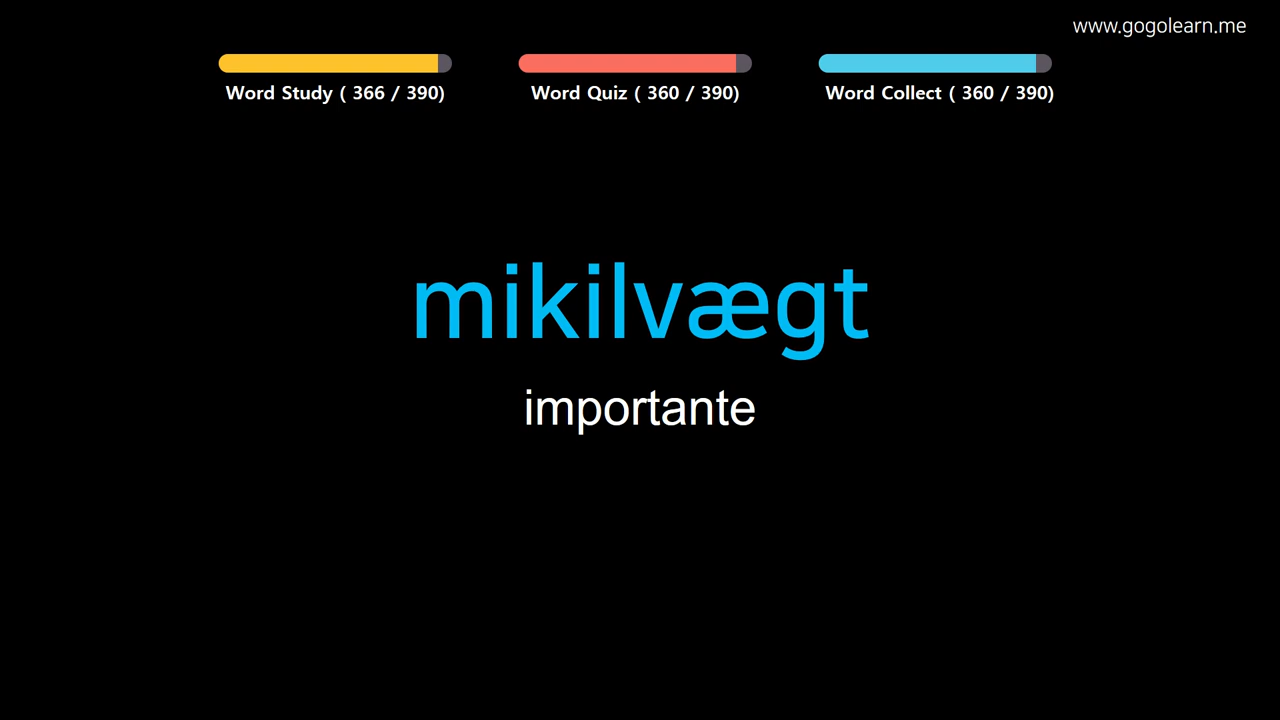 www.gogolearn.me
Word Study ( 366 / 390)
Word Quiz ( 360 / 390)
Word Collect ( 360 / 390)
mikilvægt
importante